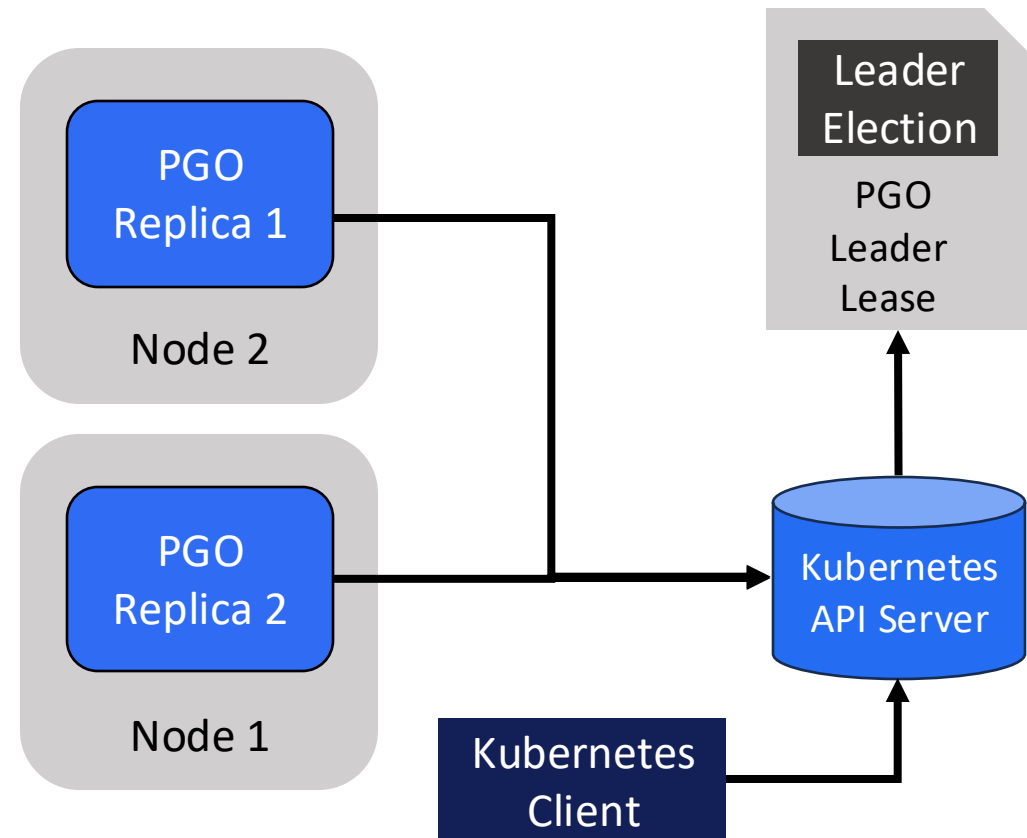 PGO
Replica 1
Node 2
Leader
Election
PGO
Leader
Lease
PGO
Replica 2
Node 1
Kubernetes
API Server
Kubernetes
Client